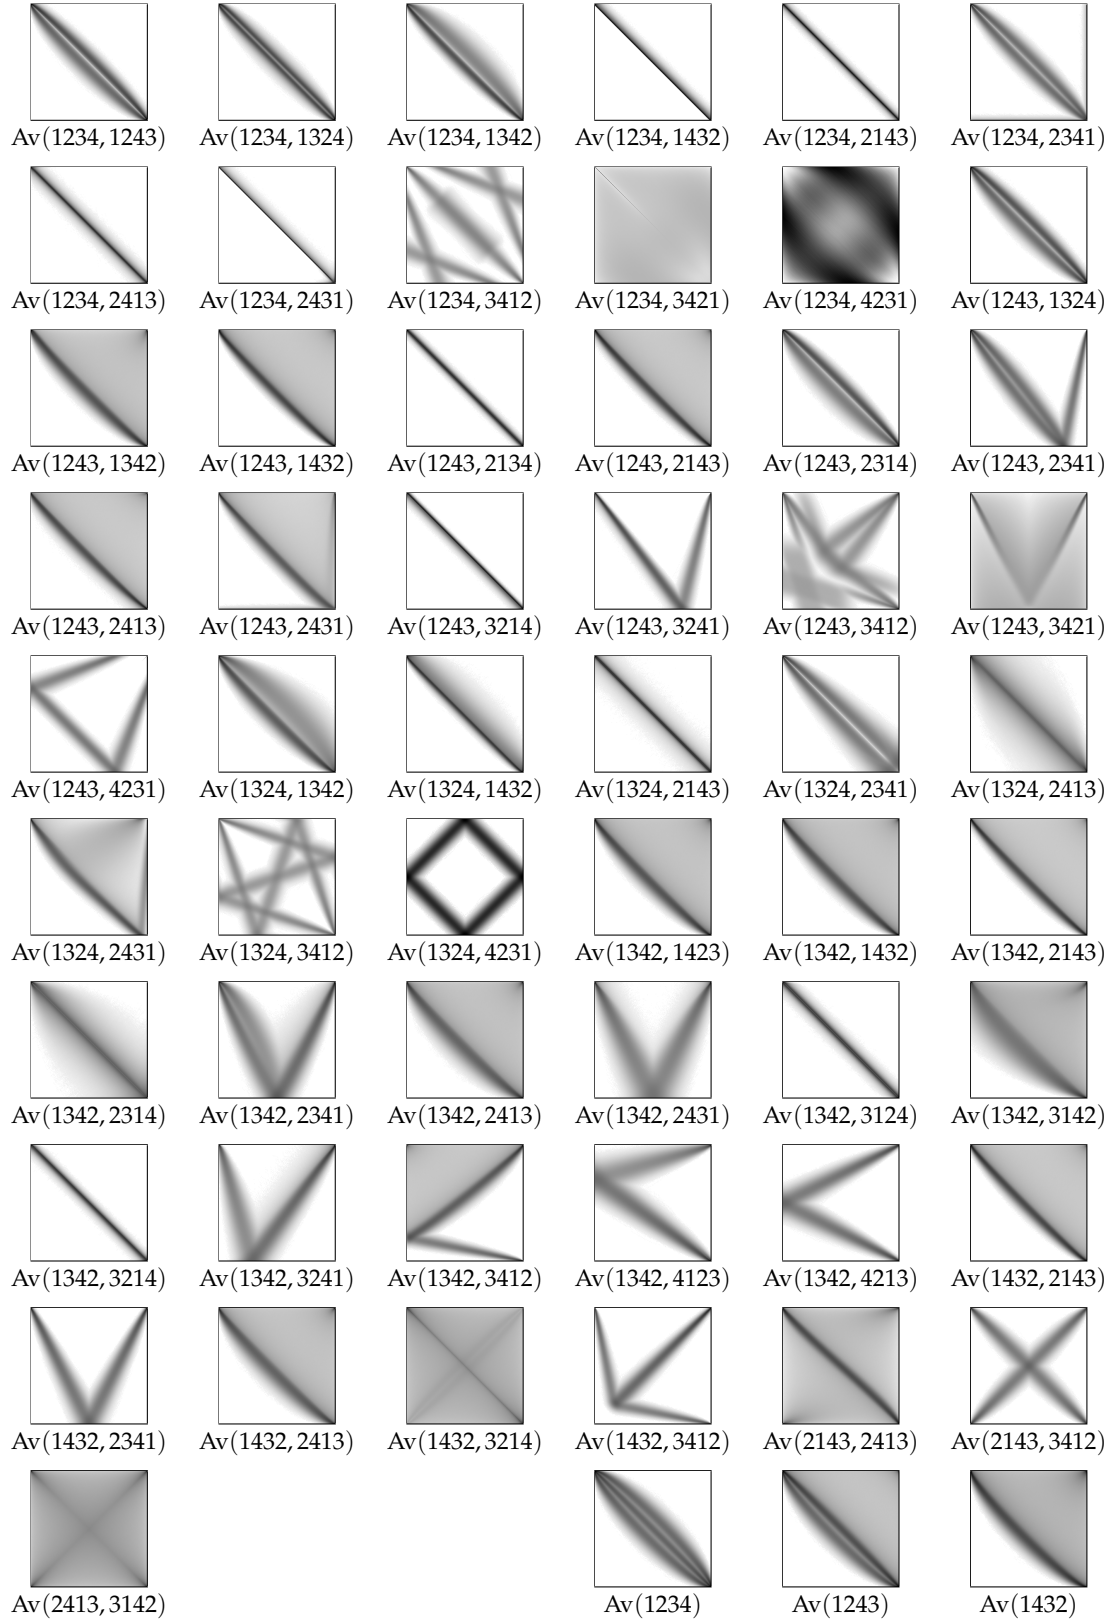 Av(1234, 1243) Av(1234, 1324) Av(1234, 1342) Av(1234, 1432) Av(1234, 2143) Av(1234, 2341)
Av(1234, 2413) Av(1234, 2431) Av(1234, 3412) Av(1234, 3421) Av(1234, 4231) Av(1243, 1324)
Av(1243, 1342) Av(1243, 1432) Av(1243, 2134) Av(1243, 2143) Av(1243, 2314) Av(1243, 2341)
Av(1243, 2413) Av(1243, 2431) Av(1243, 3214) Av(1243, 3241) Av(1243, 3412) Av(1243, 3421)
Av(1243, 4231) Av(1324, 1342) Av(1324, 1432) Av(1324, 2143) Av(1324, 2341) Av(1324, 2413)
Av(1324, 2431) Av(1324, 3412) Av(1324, 4231) Av(1342, 1423) Av(1342, 1432) Av(1342, 2143)
Av(1342, 2314) Av(1342, 2341) Av(1342, 2413) Av(1342, 2431) Av(1342, 3124) Av(1342, 3142)
Av(1342, 3214) Av(1342, 3241) Av(1342, 3412) Av(1342, 4123) Av(1342, 4213) Av(1432, 2143)
Av(1432, 2341) Av(1432, 2413) Av(1432, 3214) Av(1432, 3412) Av(2143, 2413) Av(2143, 3412)
Av(2413, 3142) Av(1234) Av(1243) Av(1432)